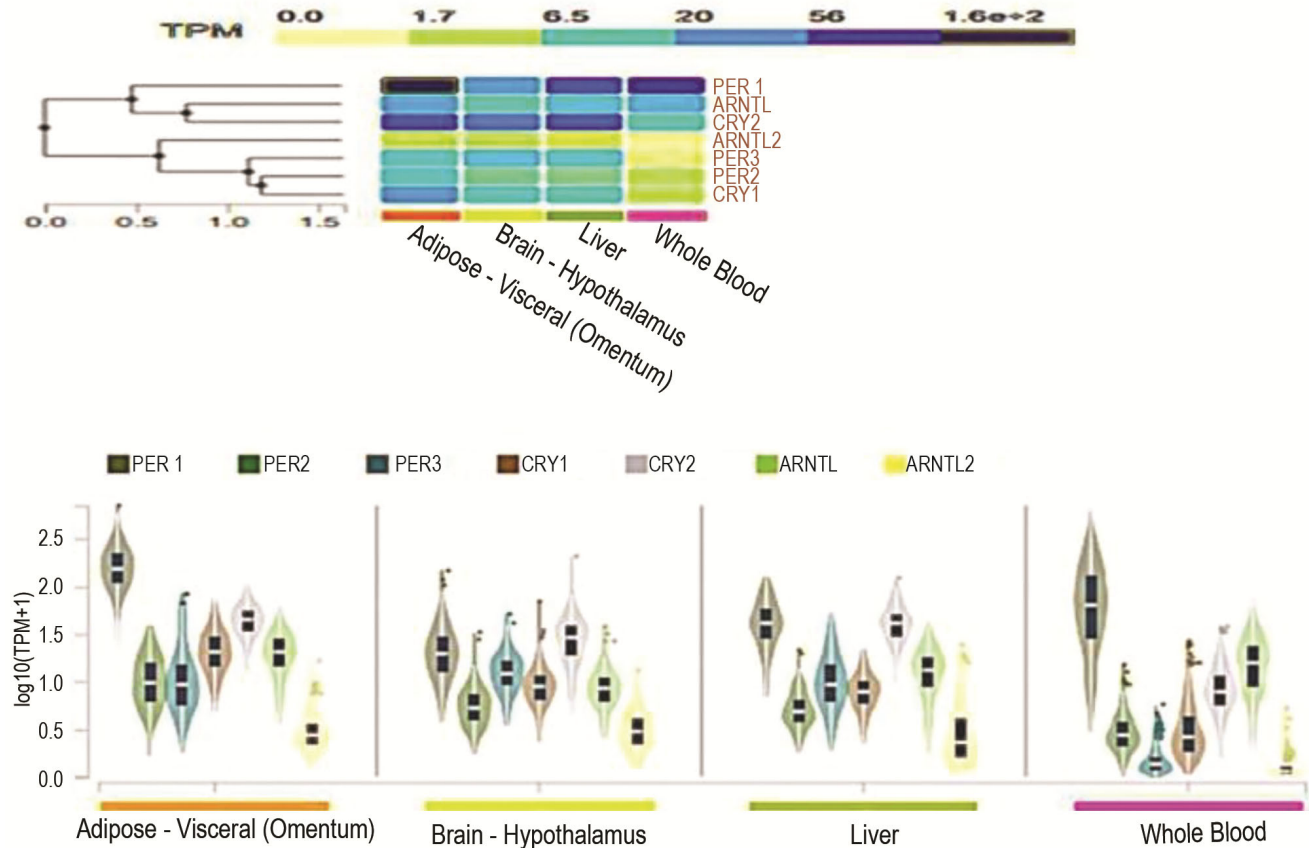 TPM 0.0 1.7 6.5 20 56 1.6e+2
PER 1
ARNTL
CRY2
ARNTL2
PER3
PER2
CRY1
0.0 0.5 1.0 1.5
Adipose - Visceral (Omentum)
Brain - Hypothalamus
Liver
Whole Blood
PER 1 PER2 PER3 CRY1 CRY2 ARNTL ARNTL2
log10(TPM+1)
2.5
2.0
1.5
1.0
0.5
0.0
Adipose - Visceral (Omentum) Brain - Hypothalamus Liver Whole Blood